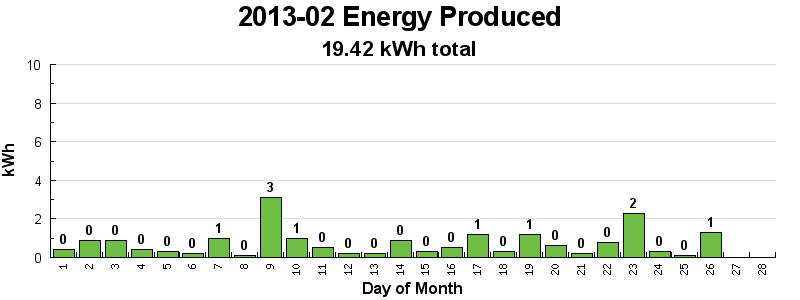 2013-02 Energy Produced
19.42 kWh total
kWh
10
8
6
4
2
0
0 0 0 0 0 0 1 0 3 1 0 0 0 0 0 0 1 0 1 0 0 0 2 0 0 1
1 2 3 4 5 6 7 8 9 10 11 12 13 14 15 16 17 18 19 20 21 22 23 24 25 26 27 28
Day of Month